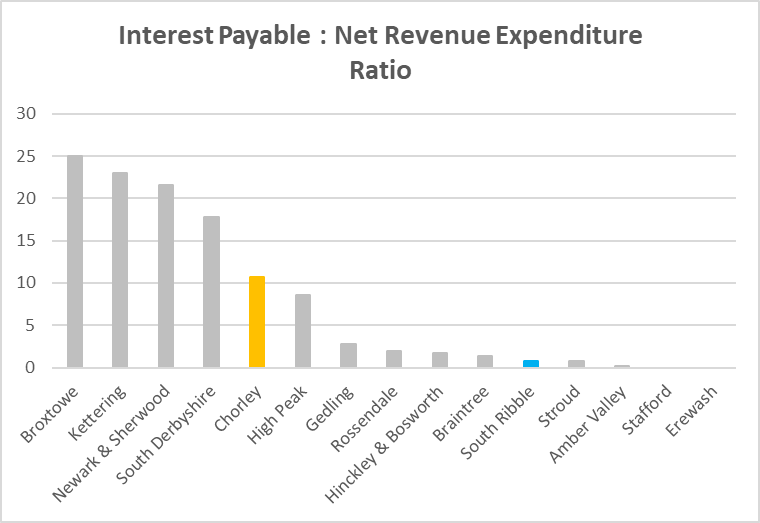 Interest Payable : Net Revenue Expenditure
Ratio
30
25
20
15
10
5
0
Broxtowe
Kettering
Newark & Sherwood
South Derbyshire
Chorley
High Peak
Gedling
Rossendale
Hinckley & Bosworth
Braintree
South Ribble
Stroud
Amber Valley
Stafford
Erewash